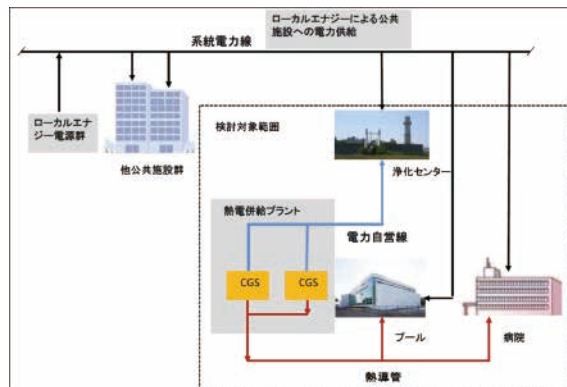 ローカルエナジーによる公共
施設への電力供給
系統電力線
ローカルエナ
ジー電源群
他公共施設群
検討対象範囲
浄化センター
熱電併給プラント
電力自営線
CGS
CGS
プール
病院
熱導管